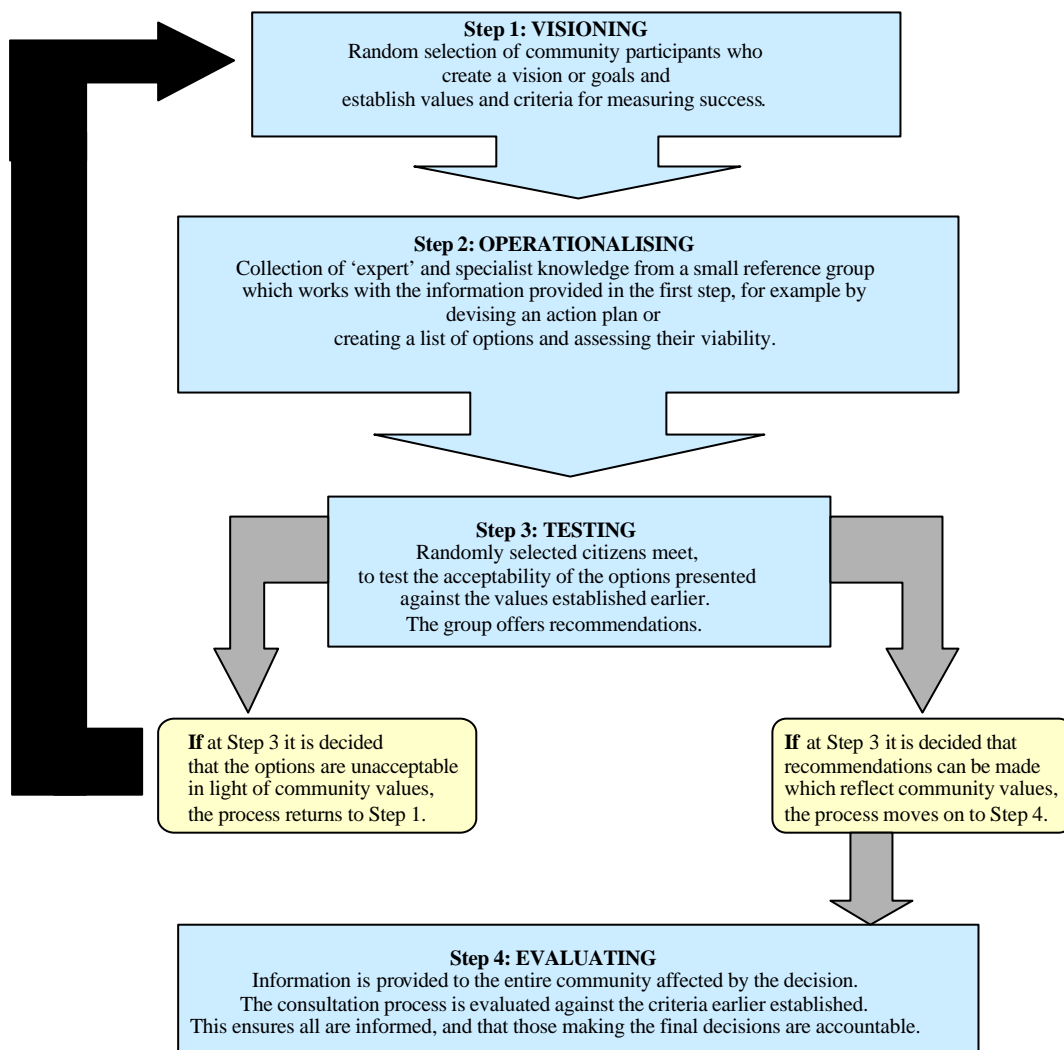 Step 1: VISIONING
Random selection of community participants who
create a vision or goals and
establish values and criteria for measuring success.
Step 2: OPERATIONALISING
Collection of ‘expert’ and specialist knowledge from a small reference group
which works with the information provided in the first step, for example by
devising an action plan or
creating a list of options and assessing their viability.
Step 3: TESTING
Randomly selected citizens meet,
to test the acceptability of the options presented
against the values established earlier.
The group offers recommendations.
If at Step 3 it is decided
that the options are unacceptable
in light of community values,
the process returns to Step 1.
If at Step 3 it is decided that
recommendations can be made
which reflect community values,
the process moves on to Step 4.
Step 4: EVALUATING
Information is provided to the entire community affected by the decision.
The consultation process is evaluated against the criteria earlier established.
This ensures all are informed, and that those making the final decisions are accountable.